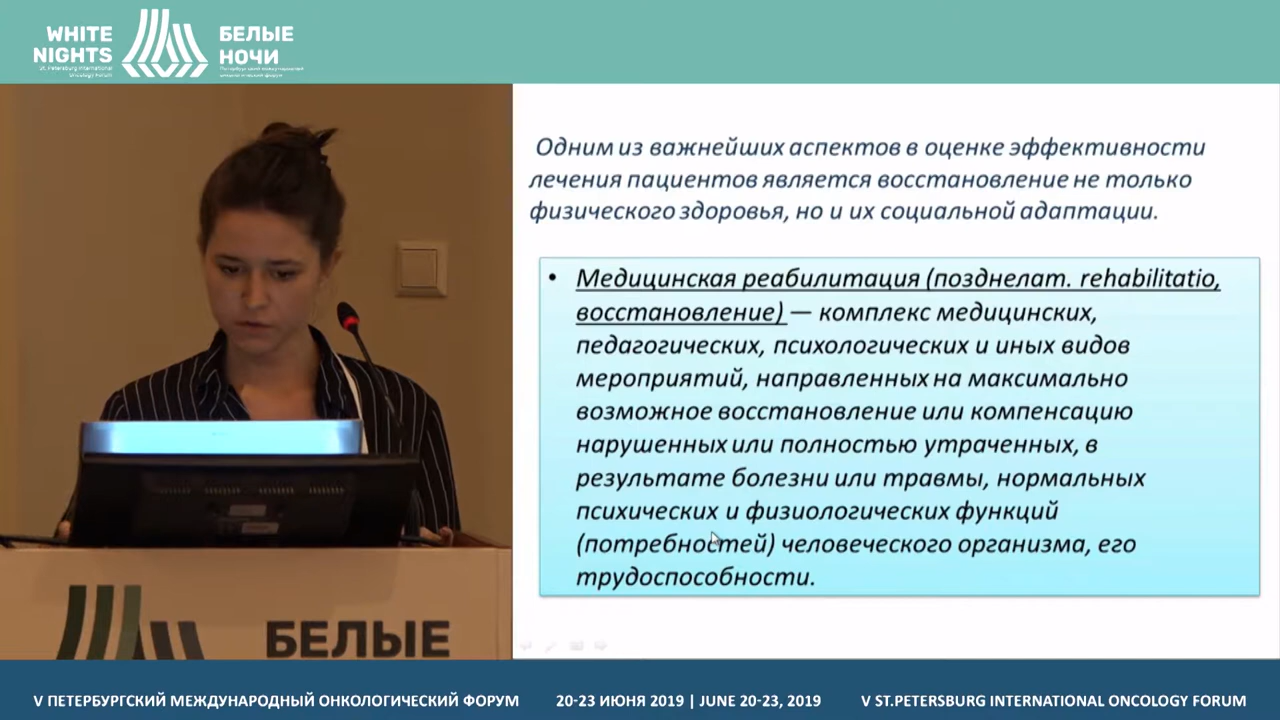 WHITE
NIGHTS
St. Petersburg International
Oncology Forum
БЕЛЫЕ
НОЧИ
Петербургский международный
онкологический форум
Одним из важнейших аспектов в оценке эффективности
лечения пациентов является восстановление не только
физического здоровья, но и их социальной адаптации.
• Медицинская реабилитация (позднелат. rehabilitatio,
восстановление) — комплекс медицинских,
педагогических, психологических и иных видов
мероприятий, направленных на максимально
возможное восстановление или компенсацию
нарушенных или полностью утраченных, в
результате болезни или травмы, нормальных
психических и физиологических функций
(потребностей) человеческого организма, его
трудоспособности.
БЕЛЫЕ
V ПЕТЕРБУРГСКИЙ МЕЖДУНАРОДНЫЙ ОНКОЛОГИЧЕСКИЙ ФОРУМ 20-23 ИЮНЯ 2019 | JUNE 20-23, 2019 V ST.PETERSBURG INTERNATIONAL ONCOLOGY FORUM